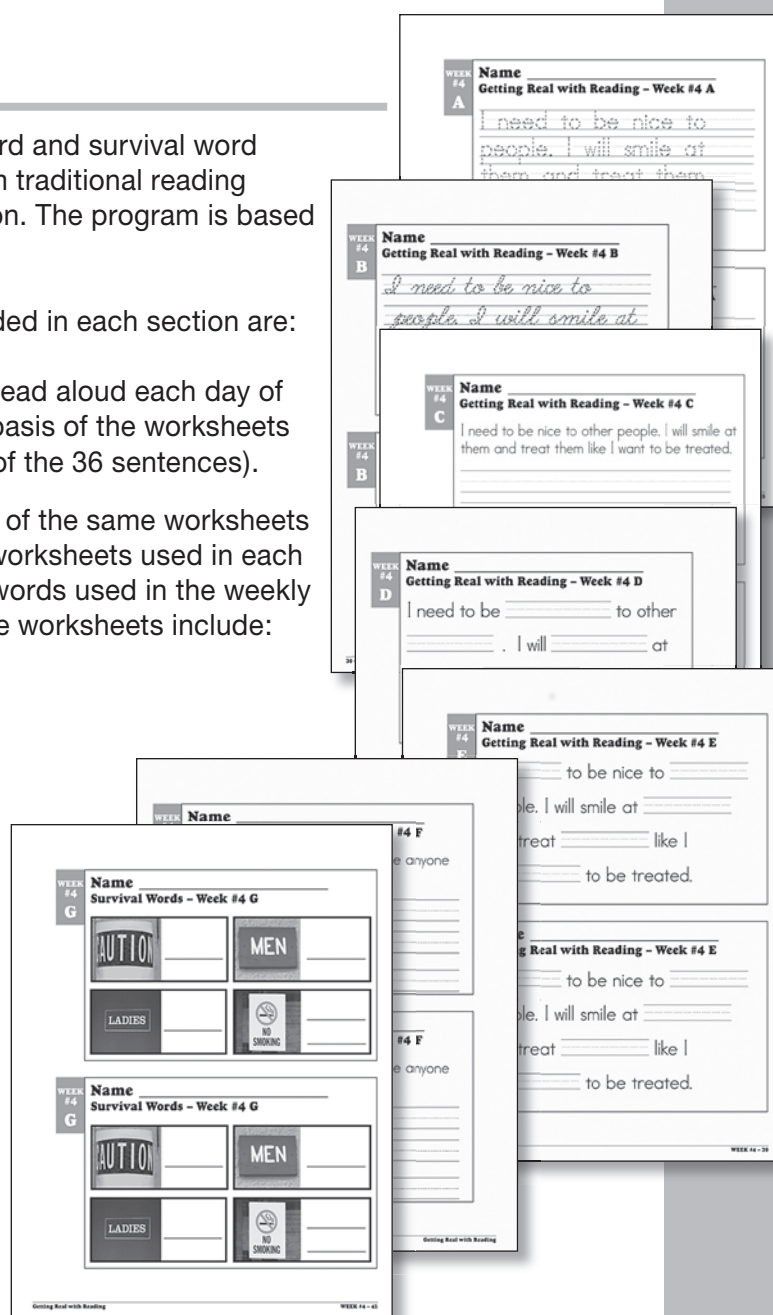 rd and survival word
n traditional reading
on. The program is based
ded in each section are:
ead aloud each day of
basis of the worksheets
of the 36 sentences).
of the same worksheets
worksheets used in each
words used in the weekly
e worksheets include:
WEEK #4 A
Name
Getting Real with Reading – Week #4 A
I need to be nice to
people. I will smile at
them and treat them
WEEK #4 B
Name
Getting Real with Reading – Week #4 B
I need to be nice to
people. I will smile at
WEEK #4 B
WEEK #4 C
Name
Getting Real with Reading – Week #4 C
I need to be nice to other people. I will smile at
them and treat them like I want to be treated.
WEEK #4 D
Name
Getting Real with Reading – Week #4 D
I need to be to other
. I will at
WEEK #4 E
Name
Getting Real with Reading – Week #4 E
to be nice to
le. I will smile at
treat like I
to be treated.
e
g Real with Reading – Week #4 E
to be nice to
le. I will smile at
treat like I
to be treated.
WEEK #4 – 39
WEEK Name
#4 F
e anyone
#4 F
e anyone
Getting Real with Reading
WEEK #4 G
Name
Survival Words – Week #4 G
CAUTION
MEN
LADIES
NO SMOKING
WEEK #4 G
Name
Survival Words – Week #4 G
CAUTION
MEN
LADIES
NO SMOKING
Getting Real with Reading